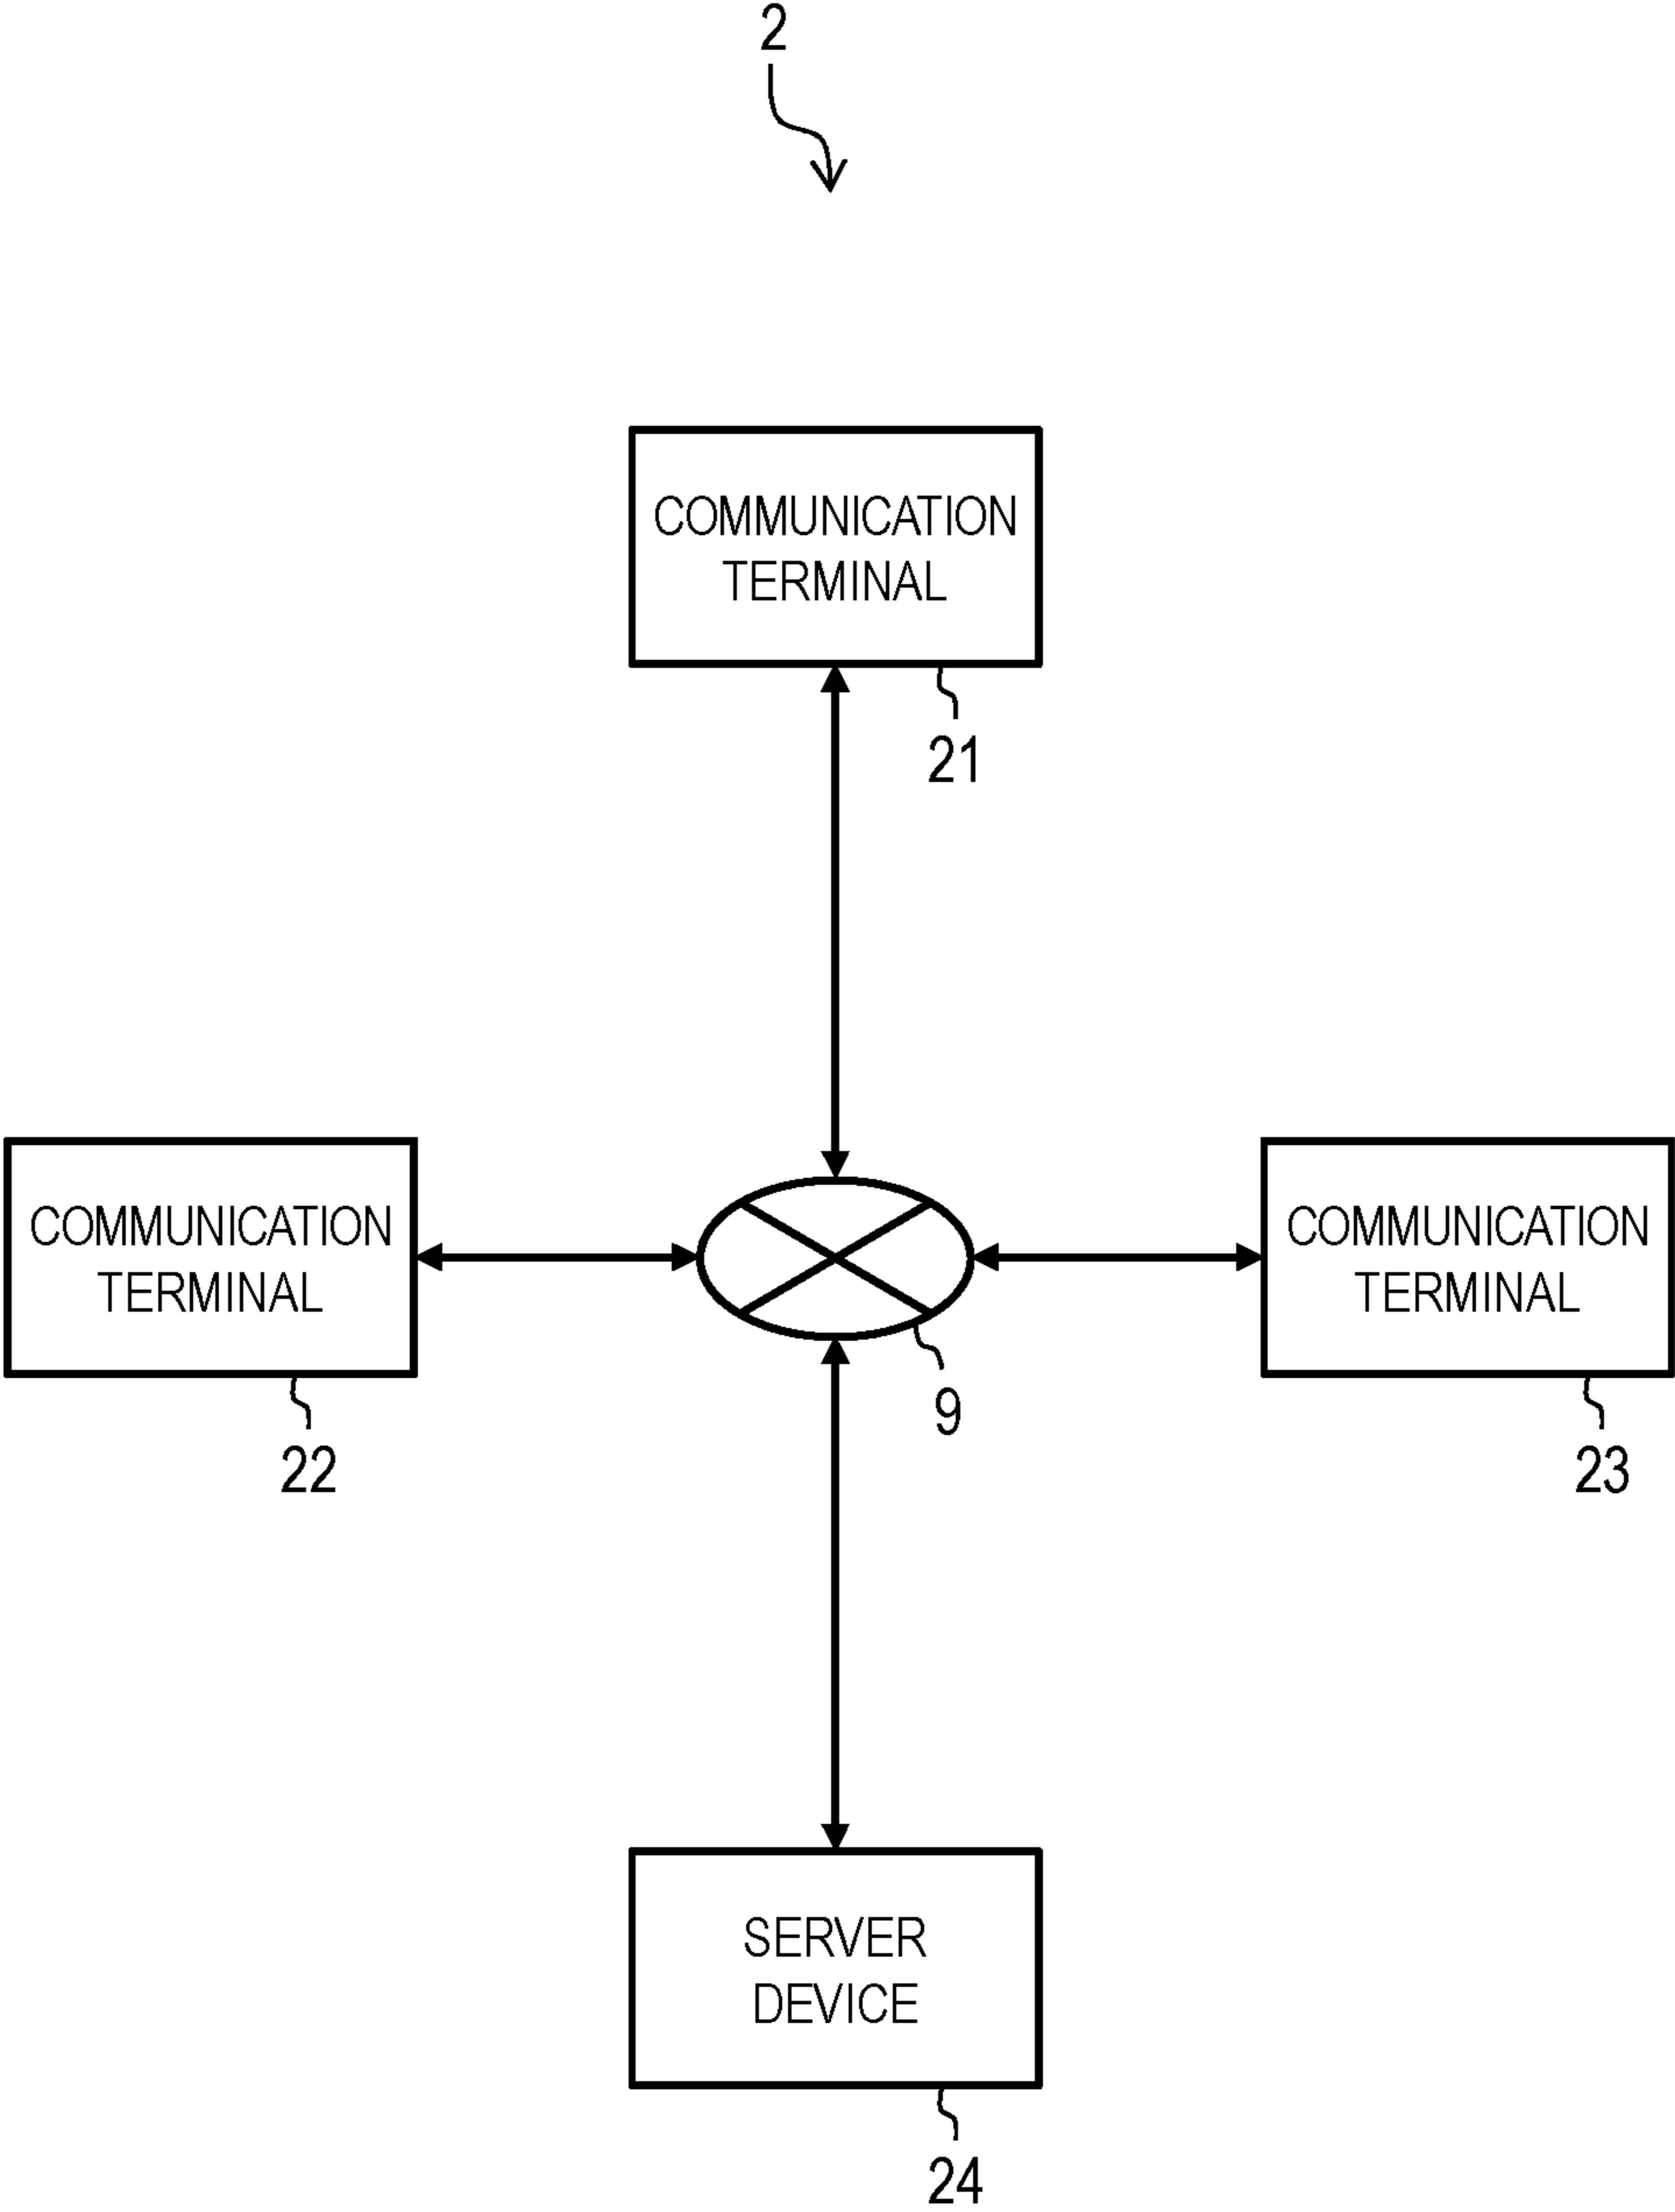 2
COMMUNICATION
TERMINAL
21
COMMUNICATION
TERMINAL
22
9
COMMUNICATION
TERMINAL
23
SERVER
DEVICE
24